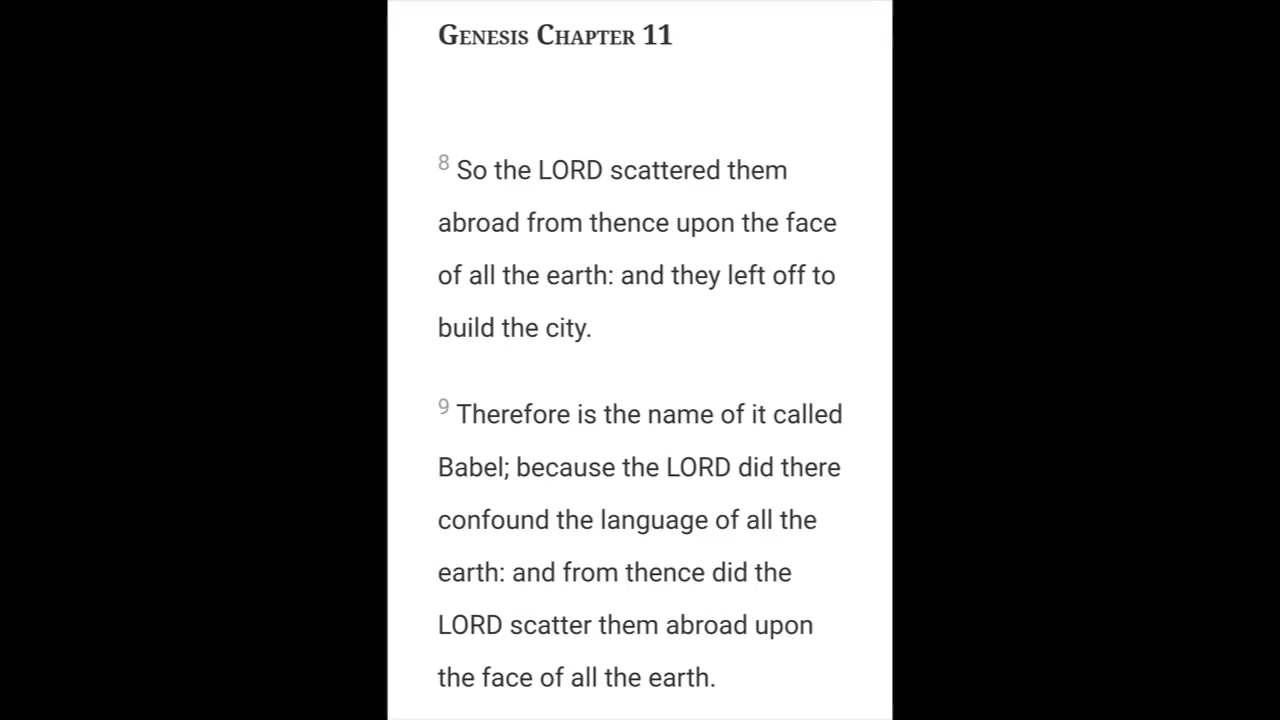 Genesis Chapter 11
8 So the LORD scattered them
abroad from thence upon the face
of all the earth: and they left off to
build the city.
9 Therefore is the name of it called
Babel; because the LORD did there
confound the language of all the
earth: and from thence did the
LORD scatter them abroad upon
the face of all the earth.